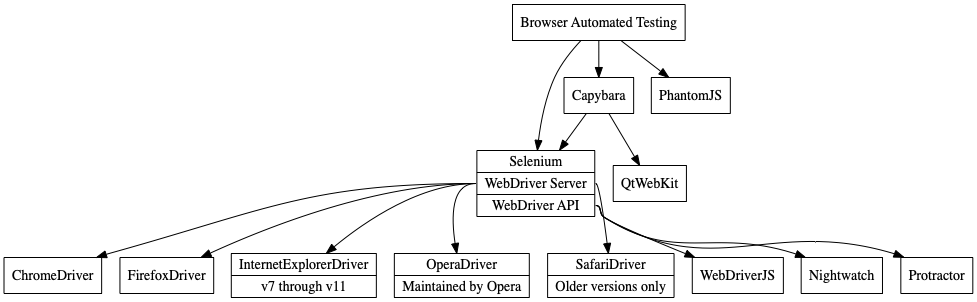 Browser Automated Testing
Capybara
PhantomJS
Selenium
WebDriver Server
WebDriver API
QtWebKit
ChromeDriver
FirefoxDriver
InternetExplorerDriver
v7 through v11
OperaDriver
Maintained by Opera
SafariDriver
Older versions only
WebDriverJS
Nightwatch
Protractor